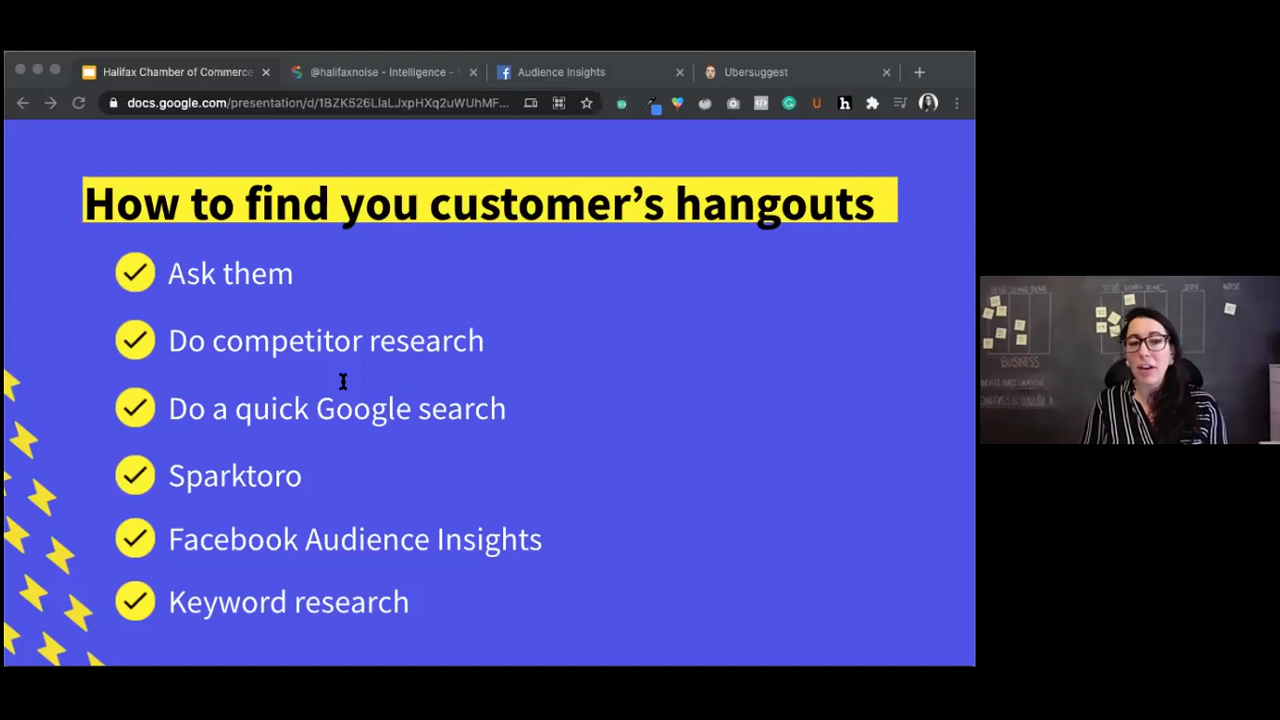 Halifax Chamber of Commerce
@halifaxnoise - Intelligence -
Audience Insights
Ubersuggest
docs.google.com/presentation/d/1BZK526LlaLJxpHXq2uWUhMF...
How to find you customer’s hangouts
Ask them
Do competitor research
Do a quick Google search
Sparktoro
Facebook Audience Insights
Keyword research
BUSINESS